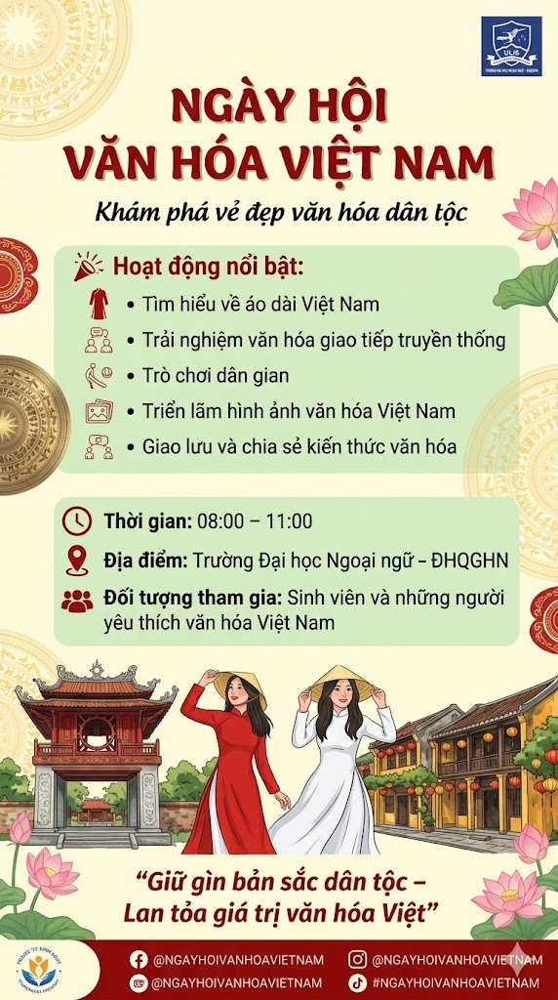 ULIS
NGÀY HỘI
VĂN HÓA VIỆT NAM
Khám phá vẻ đẹp văn hóa dân tộc
Hoạt động nổi bật:
• Tìm hiểu về áo dài Việt Nam
• Trải nghiệm văn hóa giao tiếp truyền thống
• Trò chơi dân gian
• Triển lãm hình ảnh văn hóa Việt Nam
• Giao lưu và chia sẻ kiến thức văn hóa
Thời gian: 08:00 – 11:00
Địa điểm: Trường Đại học Ngoại ngữ – ĐHQGHN
Đối tượng tham gia: Sinh viên và những người
yêu thích văn hóa Việt Nam
“Giữ gìn bản sắc dân tộc –
Lan tỏa giá trị văn hóa Việt”
@NGAYHOIVANHOAVIETNAM
@NGAYHOIVANHOAVIETNAM
@NGAYHOIVANHOAVIETNAM
#NGAYHOIVANHOAVIETNAM